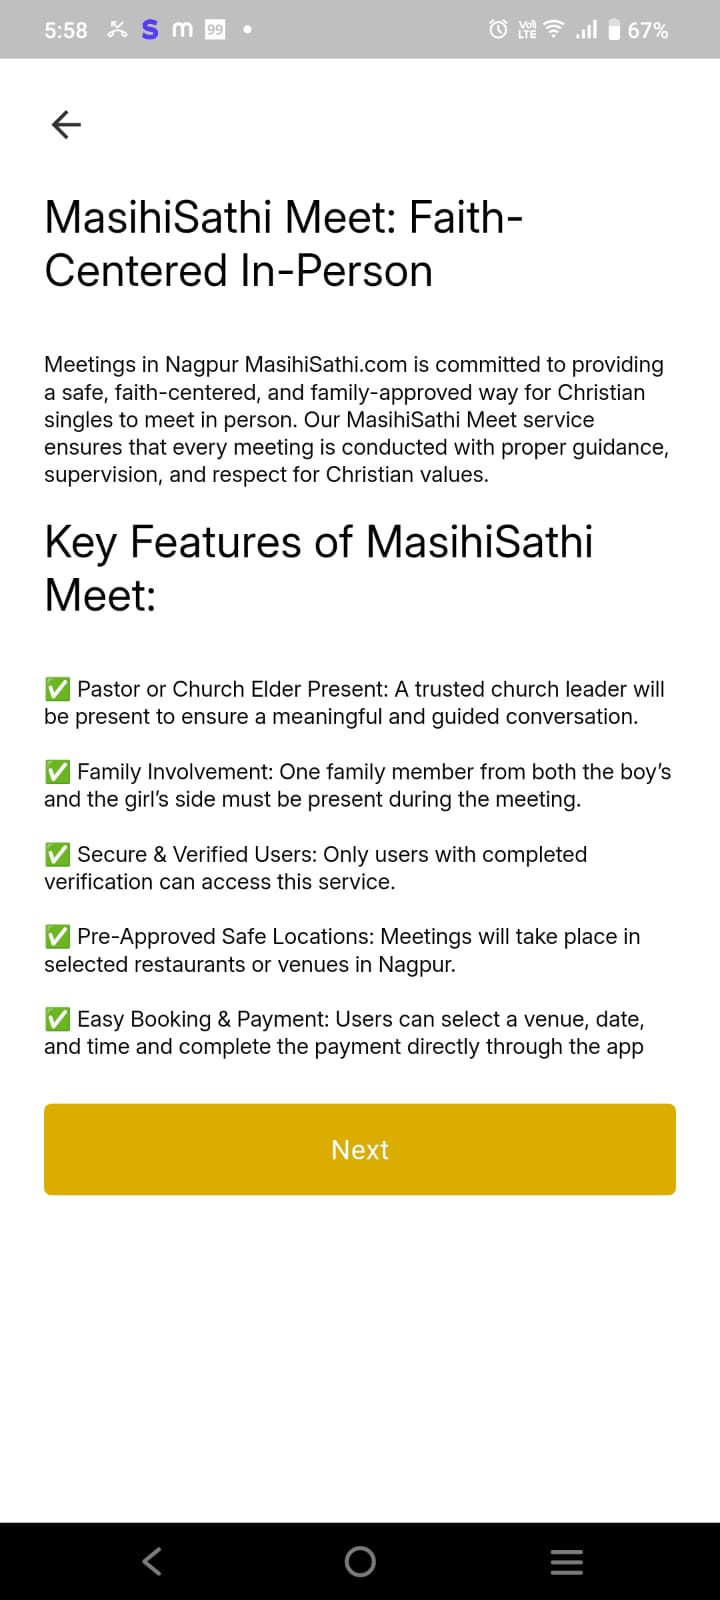 5:58 S m 99 Vo) LTE 67%
MasihiSathi Meet: Faith-
Centered In-Person
Meetings in Nagpur MasihiSathi.com is committed to providing
a safe, faith-centered, and family-approved way for Christian
singles to meet in person. Our MasihiSathi Meet service
ensures that every meeting is conducted with proper guidance,
supervision, and respect for Christian values.
Key Features of MasihiSathi
Meet:
✅ Pastor or Church Elder Present: A trusted church leader will
be present to ensure a meaningful and guided conversation.
✅ Family Involvement: One family member from both the boy’s
and the girl’s side must be present during the meeting.
✅ Secure & Verified Users: Only users with completed
verification can access this service.
✅ Pre-Approved Safe Locations: Meetings will take place in
selected restaurants or venues in Nagpur.
✅ Easy Booking & Payment: Users can select a venue, date,
and time and complete the payment directly through the app
Next